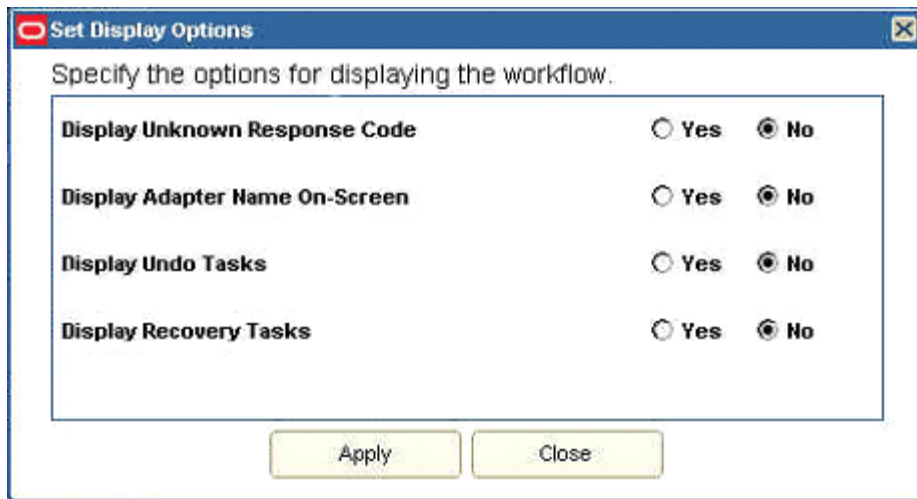 Set Display Options
Specify the options for displaying the workflow.
Display Unknown Response Code Yes No
Display Adapter Name On-Screen Yes No
Display Undo Tasks Yes No
Display Recovery Tasks Yes No
Apply Close